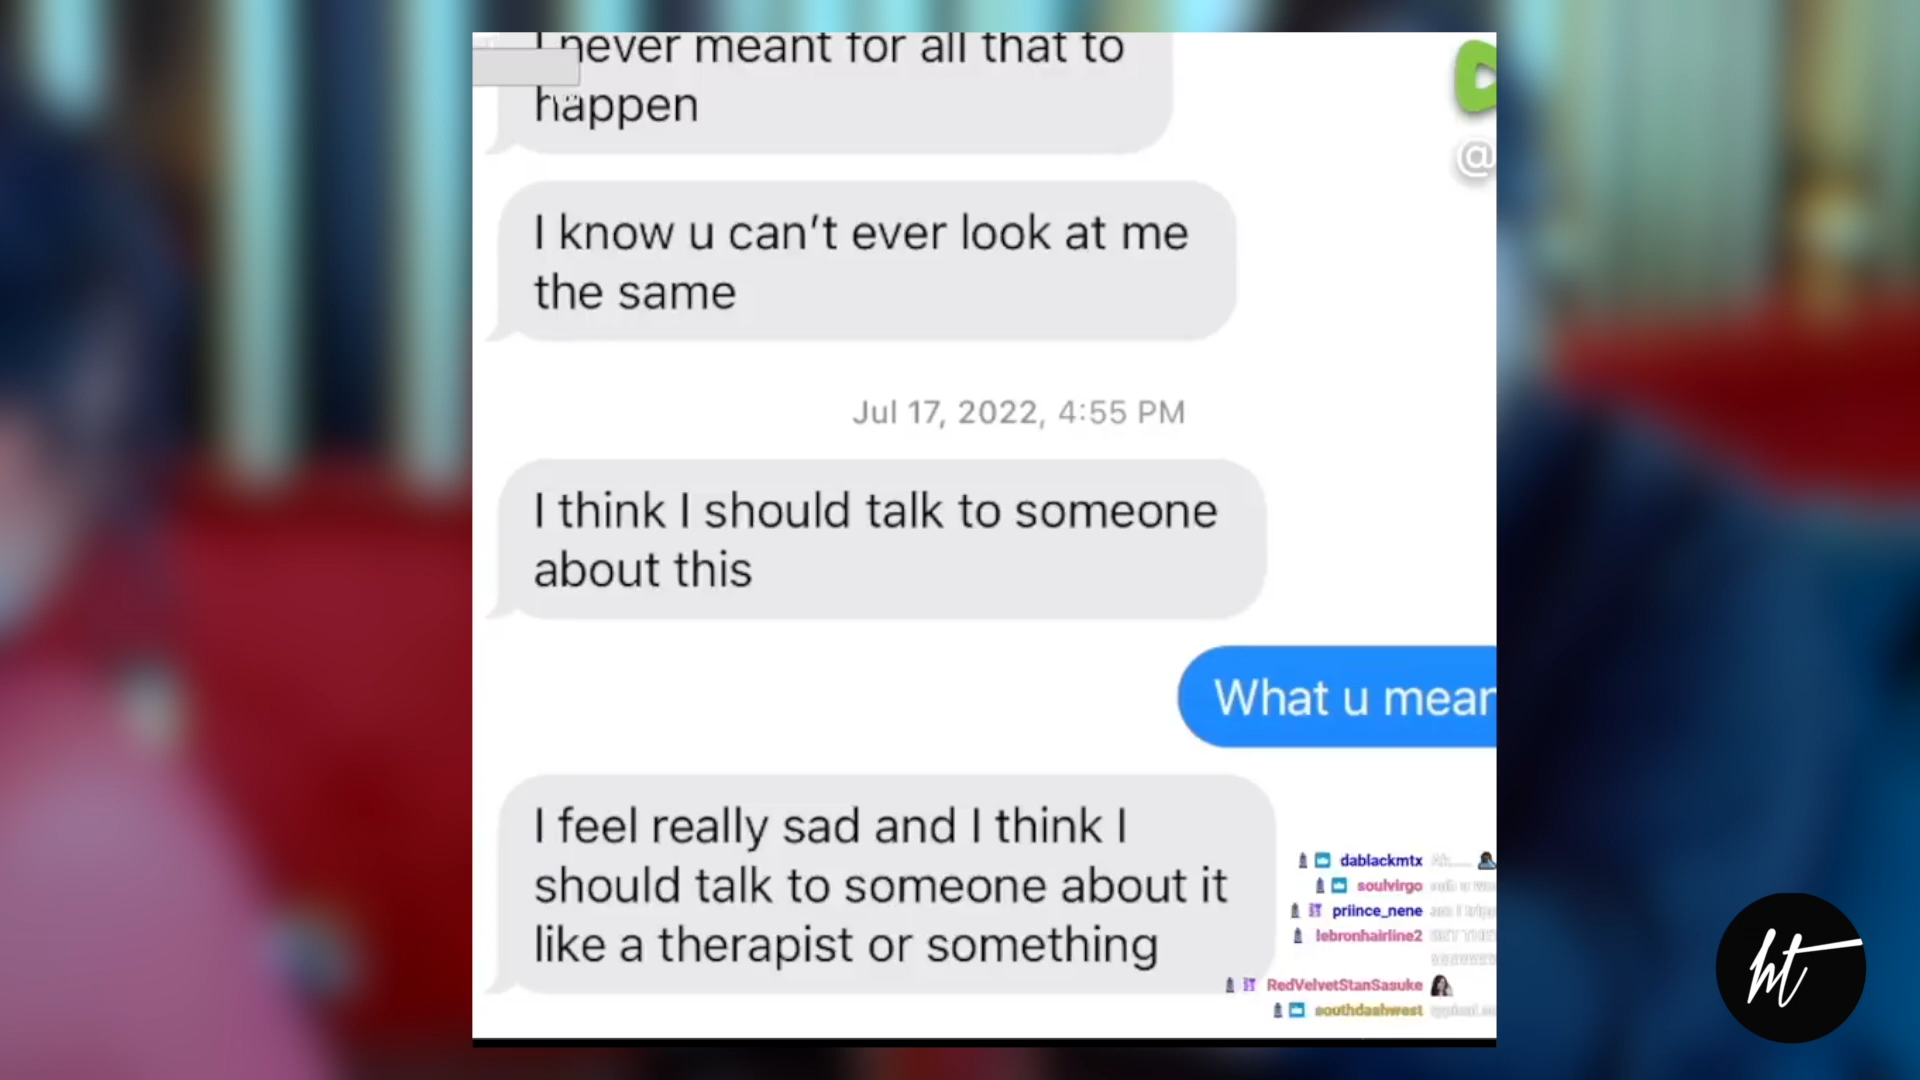 I never meant for all that to
happen
I know u can't ever look at me
the same
Jul 17, 2022, 4:55 PM
I think I should talk to someone
about this
What u mean
I feel really sad and I think I
should talk to someone about it
like a therapist or something
@
dablackmtx
soulvirgo
priince_nene
lebronhairline2
RedVelvetStanSasuke
southdashwest
ht